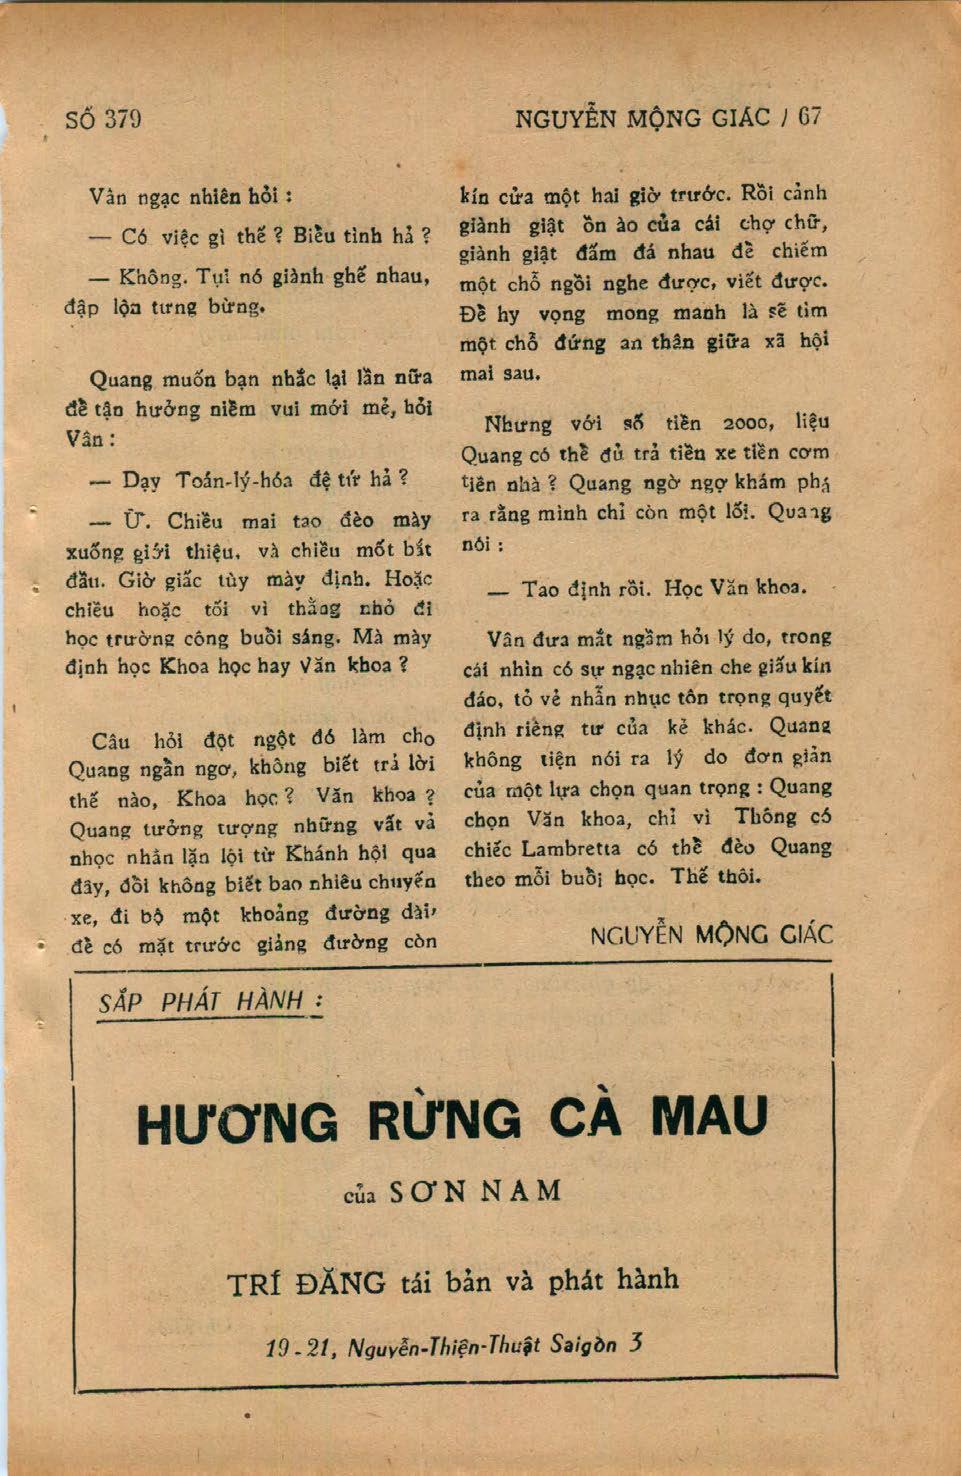 SỐ 379
NGUYỄN MỘNG GIÁC / 67
Vân ngạc nhiên hỏi :
— Có việc gì thế ? Biểu tình hả ?
— Không. Tụi nó giành ghế nhau,
đập lộn tưng bừng.
Quang muốn bạn nhắc lại lần nữa
để tận hưởng niềm vui mới mẻ, hỏi
Vân :
— Dạy Toán-lý-hóa đệ tứ hả ?
— Ừ. Chiều mai tao đèo mày
xuống giới thiệu, và chiều mốt bắt
đầu. Giờ giấc tùy mày định. Hoặc
chiều hoặc tối vì thằng nhỏ đi
học trường công buổi sáng. Mà mày
định học Khoa học hay Văn khoa ?
Câu hỏi đột ngột đó làm cho
Quang ngần ngơ, không biết trả lời
thế nào, Khoa học ? Văn khoa ?
Quang tưởng tượng những vất vả
nhọc nhằn lặn lội từ Khánh hội qua
đây, đổi không biết bao nhiêu chuyến
xe, đi bộ một khoảng đường dài,
để có mặt trước giảng đường còn
kín cửa một hai giờ trước. Rồi cảnh
giành giật ồn ào của cái chợ chữ,
giành giật đấm đá nhau để chiếm
một chỗ ngồi nghe được, viết được.
Để hy vọng mong manh là sẽ tìm
một chỗ đứng an thân giữa xã hội
mai sau.
Nhưng với số tiền 2000, liệu
Quang có thể đủ trả tiền xe tiền cơm
tiền nhà ? Quang ngờ ngợ khám phá
ra rằng mình chỉ còn một lối. Quang
nói :
— Tao định rồi. Học Văn khoa.
Vân đưa mắt ngầm hỏi lý do, trong
cái nhìn có sự ngạc nhiên che giấu kín
đáo, tỏ vẻ nhẫn nhục tôn trọng quyết
định riêng tư của kẻ khác. Quang
không tiện nói ra lý do đơn giản
của một lựa chọn quan trọng : Quang
chọn Văn khoa, chỉ vì Thông có
chiếc Lambretta có thể đèo Quang
theo mỗi buổi học. Thế thôi.
NGUYỄN MỘNG GIÁC
SẮP PHÁT HÀNH :
HƯƠNG RỪNG CÀ MAU
của SƠN NAM
TRÍ ĐĂNG tái bản và phát hành
19-21, Nguyễn-Thiện-Thuật Saigòn 3